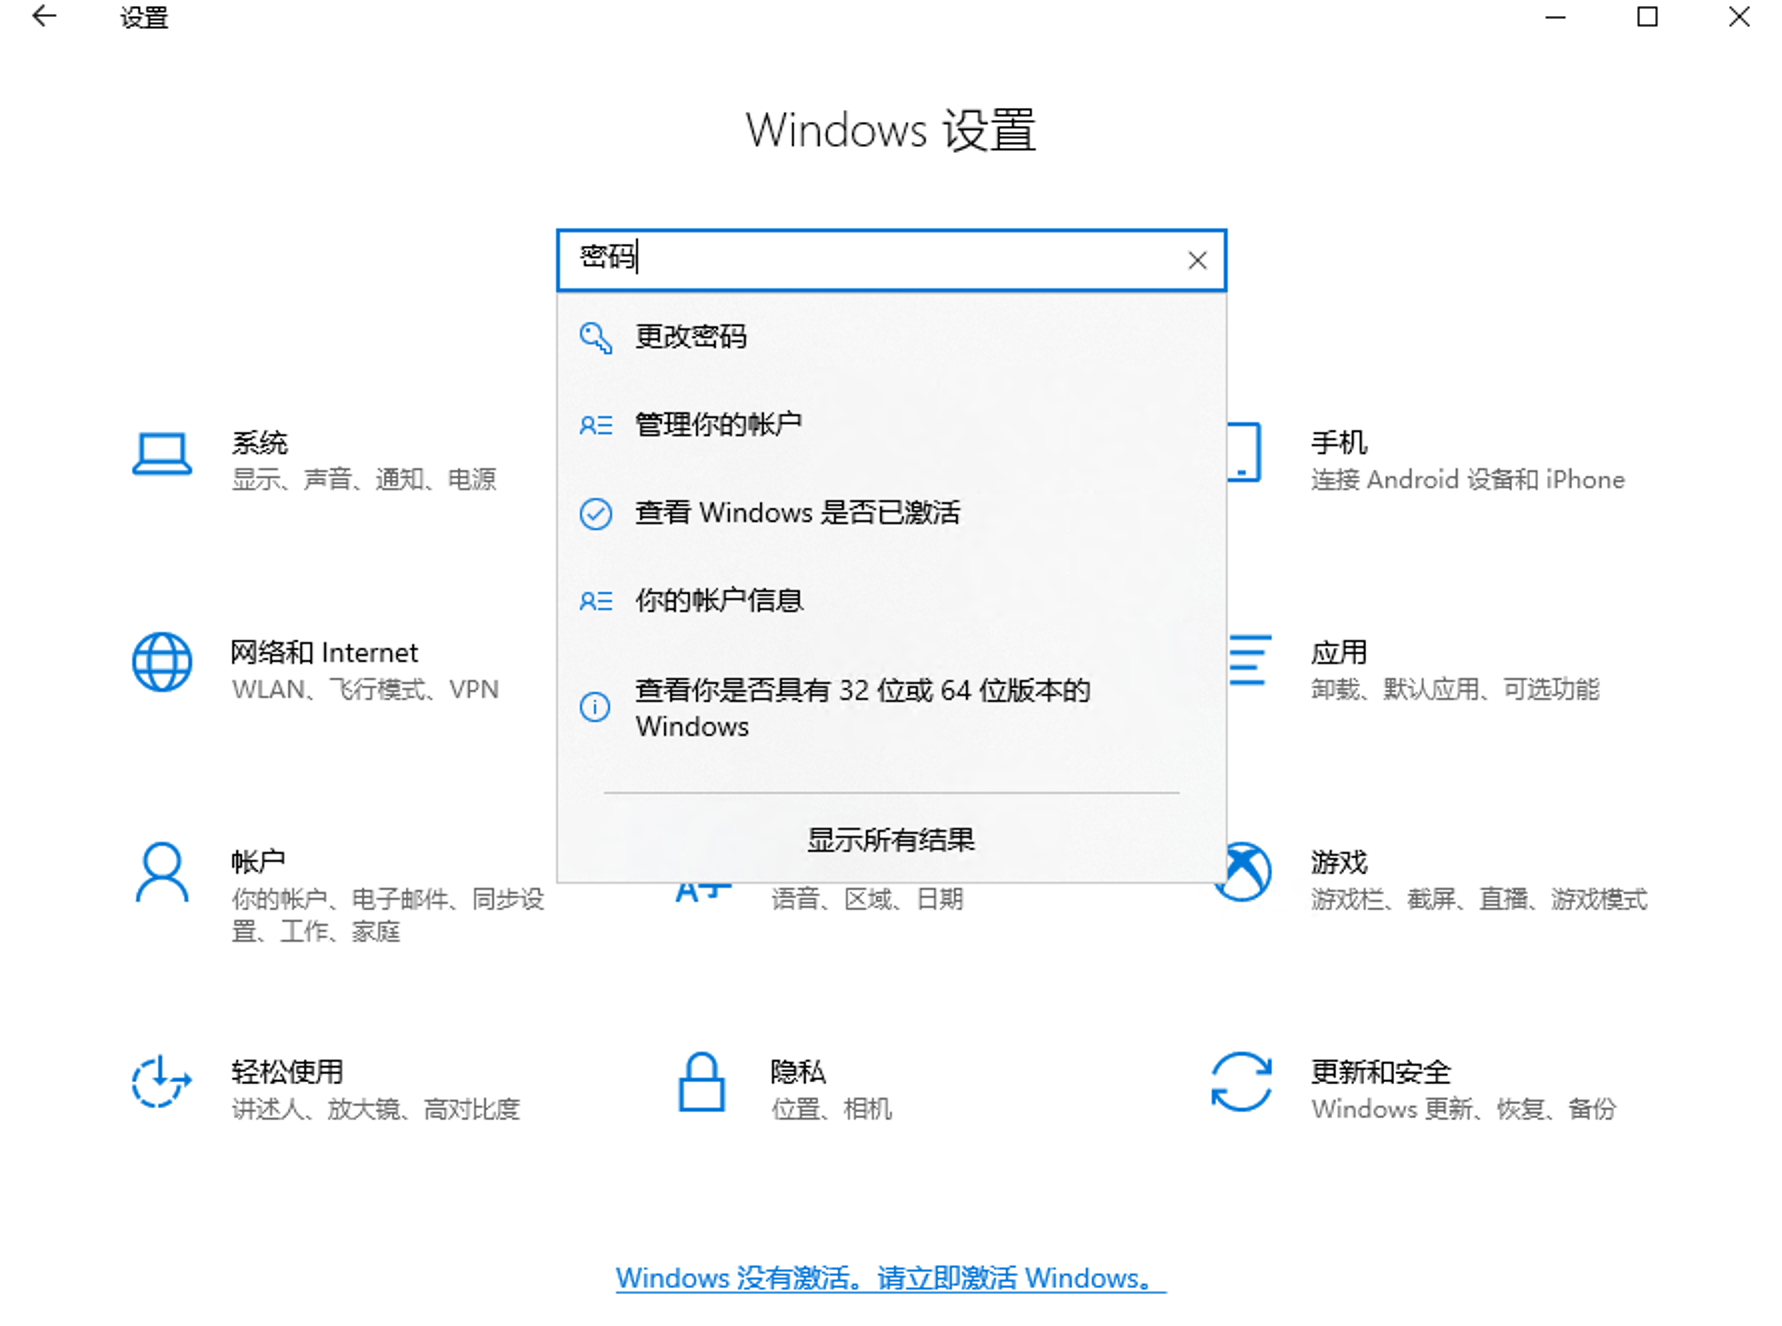 设置
Windows 设置
密码
更改密码
管理你的帐户
查看 Windows 是否已激活
你的帐户信息
查看你是否具有 32 位或 64 位版本的
Windows
显示所有结果
系统
显示、声音、通知、电源
手机
连接 Android 设备和 iPhone
网络和 Internet
WLAN、飞行模式、VPN
应用
卸载、默认应用、可选功能
帐户
你的帐户、电子邮件、同步设
置、工作、家庭
语音、区域、日期
游戏
游戏栏、截屏、直播、游戏模式
轻松使用
讲述人、放大镜、高对比度
隐私
位置、相机
更新和安全
Windows 更新、恢复、备份
Windows 没有激活。请立即激活 Windows。